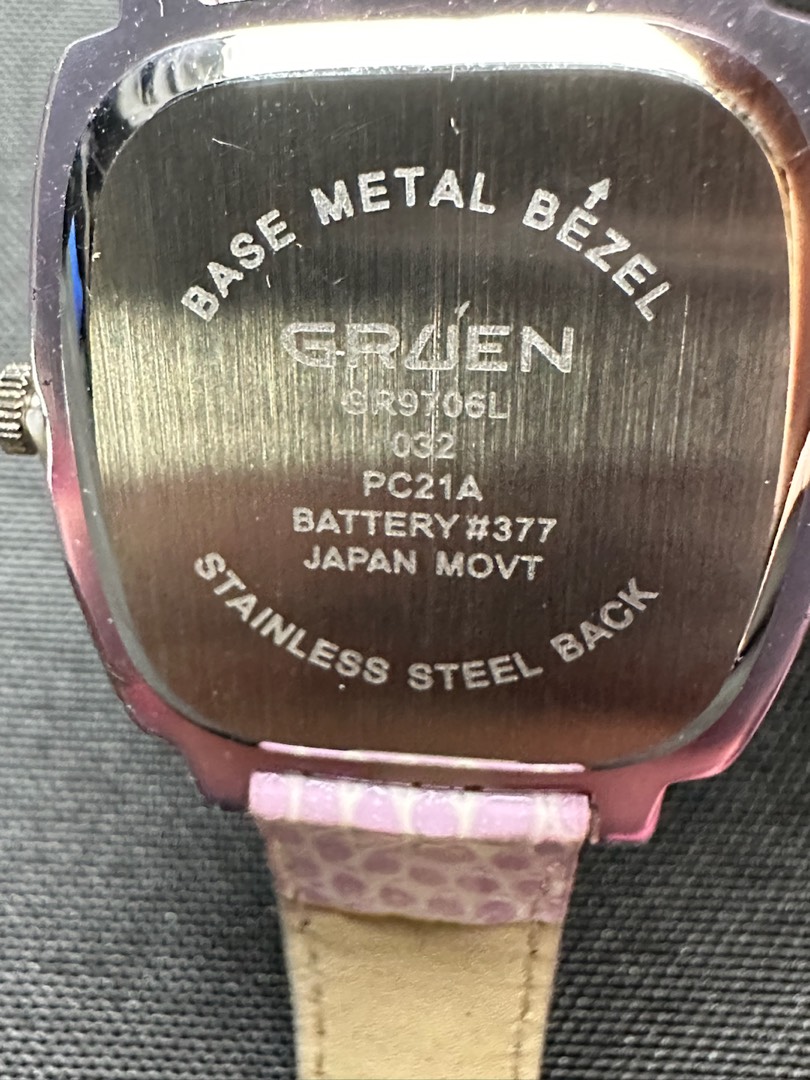 BASE METAL BEZEL
GRUEN
GR9706L
032
PC21A
BATTERY #377
JAPAN MOVT
STAINLESS STEEL BACK